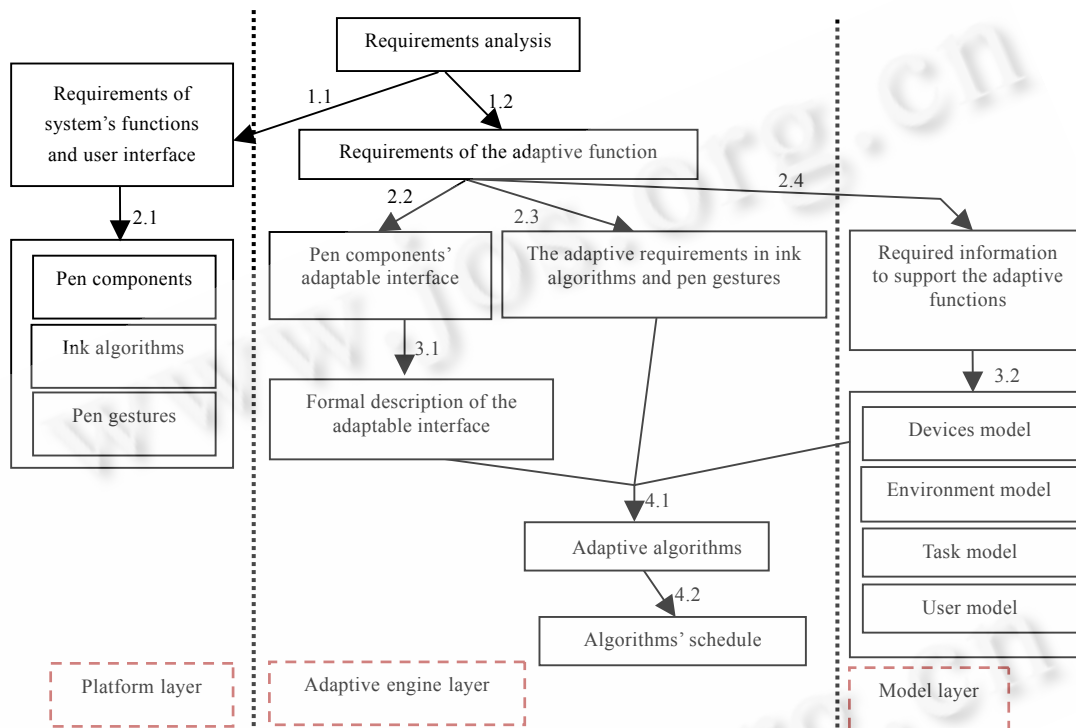 Requirements analysis
Requirements of
system's functions
and user interface
1.1
1.2
Requirements of the adaptive function
2.1
2.2
2.3
2.4
Pen components
Ink algorithms
Pen gestures
Pen components'
adaptable interface
The adaptive requirements in ink
algorithms and pen gestures
Required information
to support the adaptive
functions
3.1
3.2
Formal description of the
adaptable interface
Devices model
Environment model
Task model
User model
4.1
Adaptive algorithms
4.2
Algorithms' schedule
Platform layer
Adaptive engine layer
Model layer
www.jos.org.cn